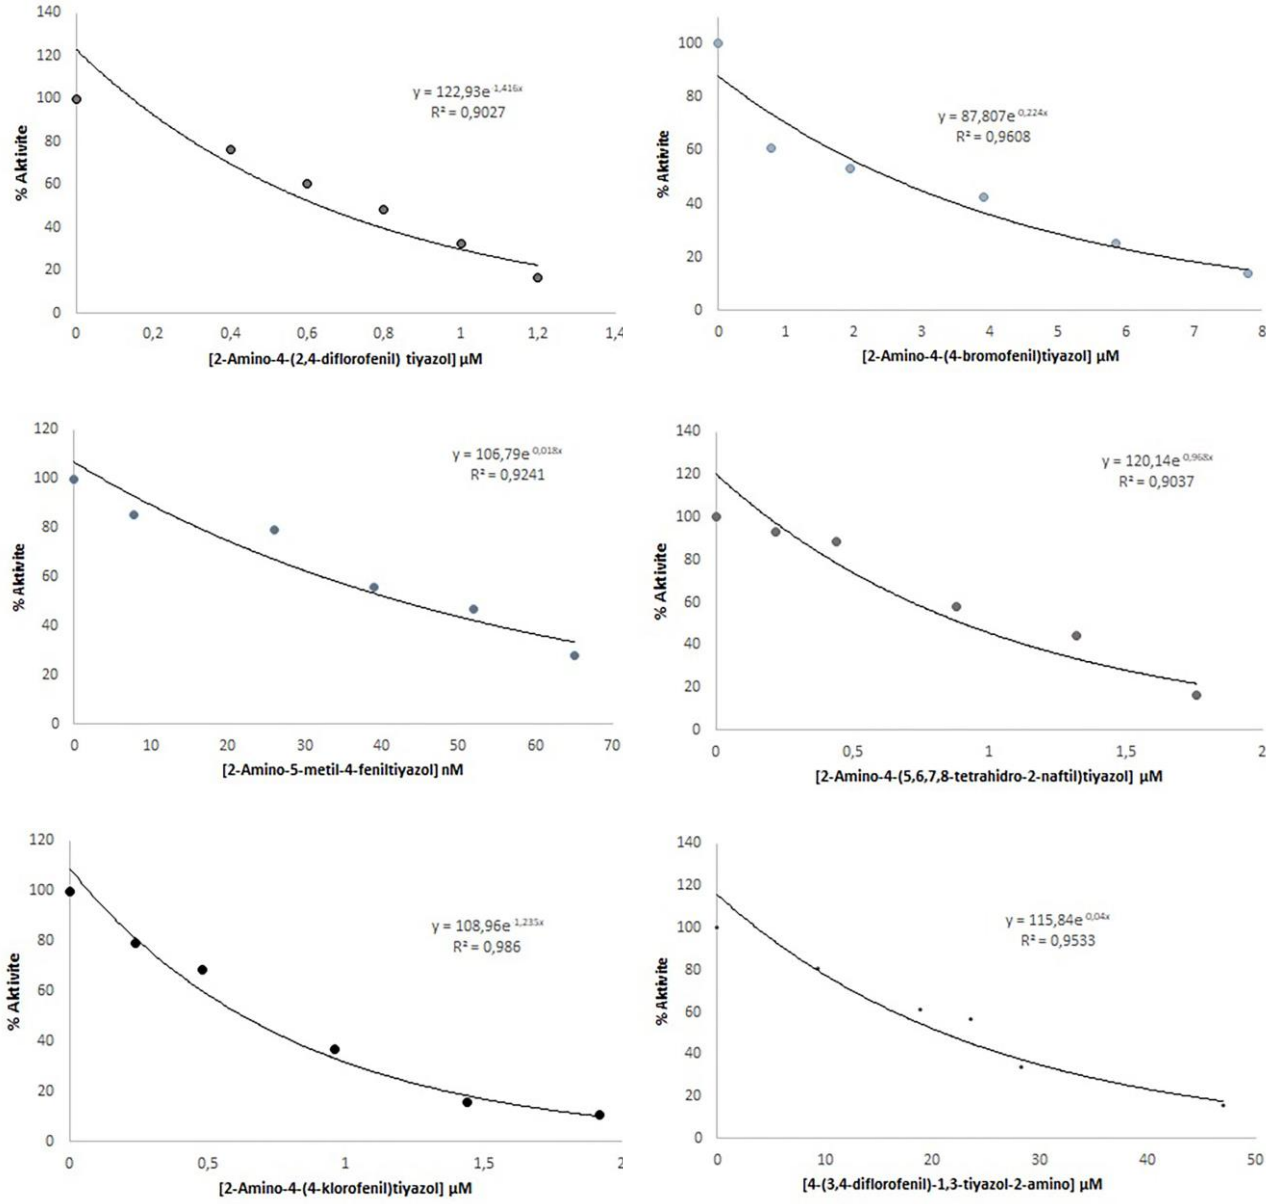 140
120
100
80
60
40
20
0
% Aktivite
y = 122,93e-1,416x
R² = 0,9027
0 0,2 0,4 0,6 0,8 1 1,2 1,4
[2-Amino-4-(2,4-diflorofenil) tiyazol] µM
100
80
60
40
20
0
% Aktivite
y = 87,807e-0,224x
R² = 0,9608
0 1 2 3 4 5 6 7 8
[2-Amino-4-(4-bromofenil)tiyazol] µM
120
100
80
60
40
20
0
% Aktivite
y = 106,79e-0,018x
R² = 0,9241
0 10 20 30 40 50 60 70
[2-Amino-5-metil-4-feniltiyazol] nM
140
120
100
80
60
40
20
0
% Aktivite
y = 120,14e-0,968x
R² = 0,9037
0 0,5 1 1,5 2
[2-Amino-4-(5,6,7,8-tetrahidro-2-naftil)tiyazol] µM
120
100
80
60
40
20
0
% Aktivite
y = 108,96e-1,235x
R² = 0,986
0 0,5 1 1,5 2
[2-Amino-4-(4-klorofenil)tiyazol] µM
140
120
100
80
60
40
20
0
% Aktivite
y = 115,84e-0,04x
R² = 0,9533
0 10 20 30 40 50
[4-(3,4-diflorofenil)-1,3-tiyazol-2-amino] µM